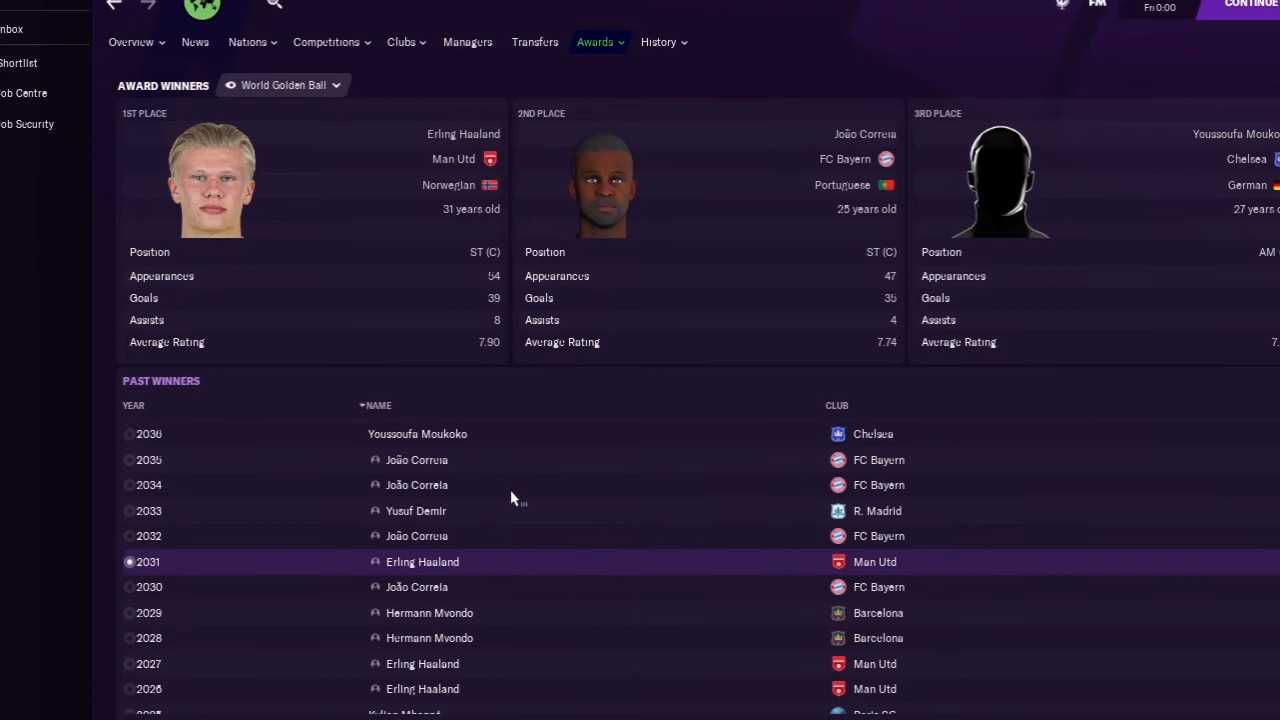 Fri 0:00
CONTINUE
FM
nbox
Shortlist
ob Centre
ob Security
Overview News Nations Competitions Clubs Managers Transfers Awards History
AWARD WINNERS World Golden Ball
1ST PLACE
Erling Haaland
Man Utd
Norwegian
31 years old
Position ST (C)
Appearances 54
Goals 39
Assists 8
Average Rating 7.90
2ND PLACE
João Correia
FC Bayern
Portuguese
25 years old
Position ST (C)
Appearances 47
Goals 35
Assists 4
Average Rating 7.74
3RD PLACE
Youssoufa Mouko
Chelsea
German
27 years o
Position AM
Appearances
Goals
Assists
Average Rating 7.
PAST WINNERS
YEAR NAME CLUB
2036 Youssoufa Moukoko Chelsea
2035 João Correia FC Bayern
2034 João Correia FC Bayern
2033 Yusuf Demir R. Madrid
2032 João Correia FC Bayern
2031 Erling Haaland Man Utd
2030 João Correia FC Bayern
2029 Hermann Mvondo Barcelona
2028 Hermann Mvondo Barcelona
2027 Erling Haaland Man Utd
2026 Erling Haaland Man Utd